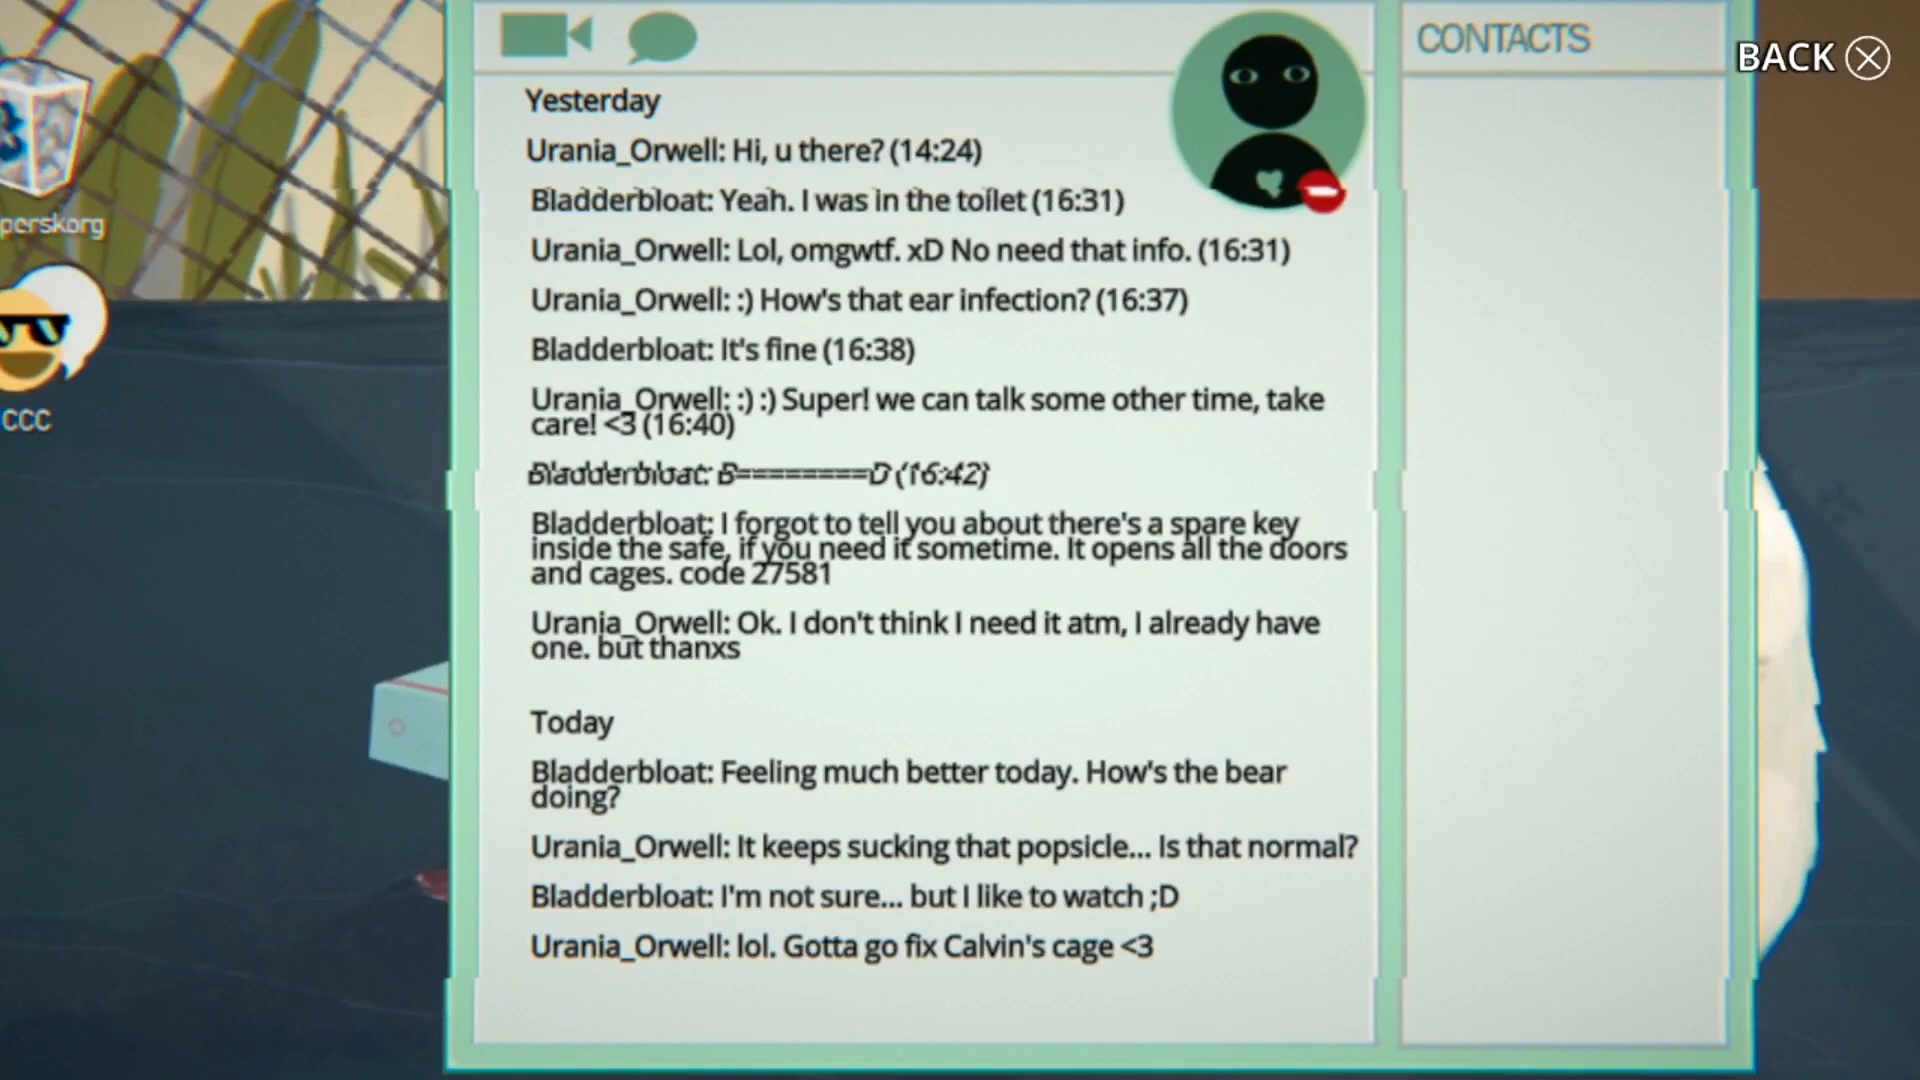 CONTACTS
BACK
Yesterday
Urania_Orwell: Hi, u there? (14:24)
Bladderbloat: Yeah. I was in the toilet (16:31)
Urania_Orwell: Lol, omgwtf. xD No need that info. (16:31)
Urania_Orwell: :) How's that ear infection? (16:37)
Bladderbloat: It's fine (16:38)
Urania_Orwell: :) :) Super! we can talk some other time, take
care! <3 (16:40)
Bladderbloat: B========D (16:42)
Bladderbloat: I forgot to tell you about there's a spare key
inside the safe, if you need it sometime. It opens all the doors
and cages. code 27581
Urania_Orwell: Ok. I don't think I need it atm, I already have
one. but thanxs
Today
Bladderbloat: Feeling much better today. How's the bear
doing?
Urania_Orwell: It keeps sucking that popsicle... Is that normal?
Bladderbloat: I'm not sure... but I like to watch ;D
Urania_Orwell: lol. Gotta go fix Calvin's cage <3
perskorg
CCC